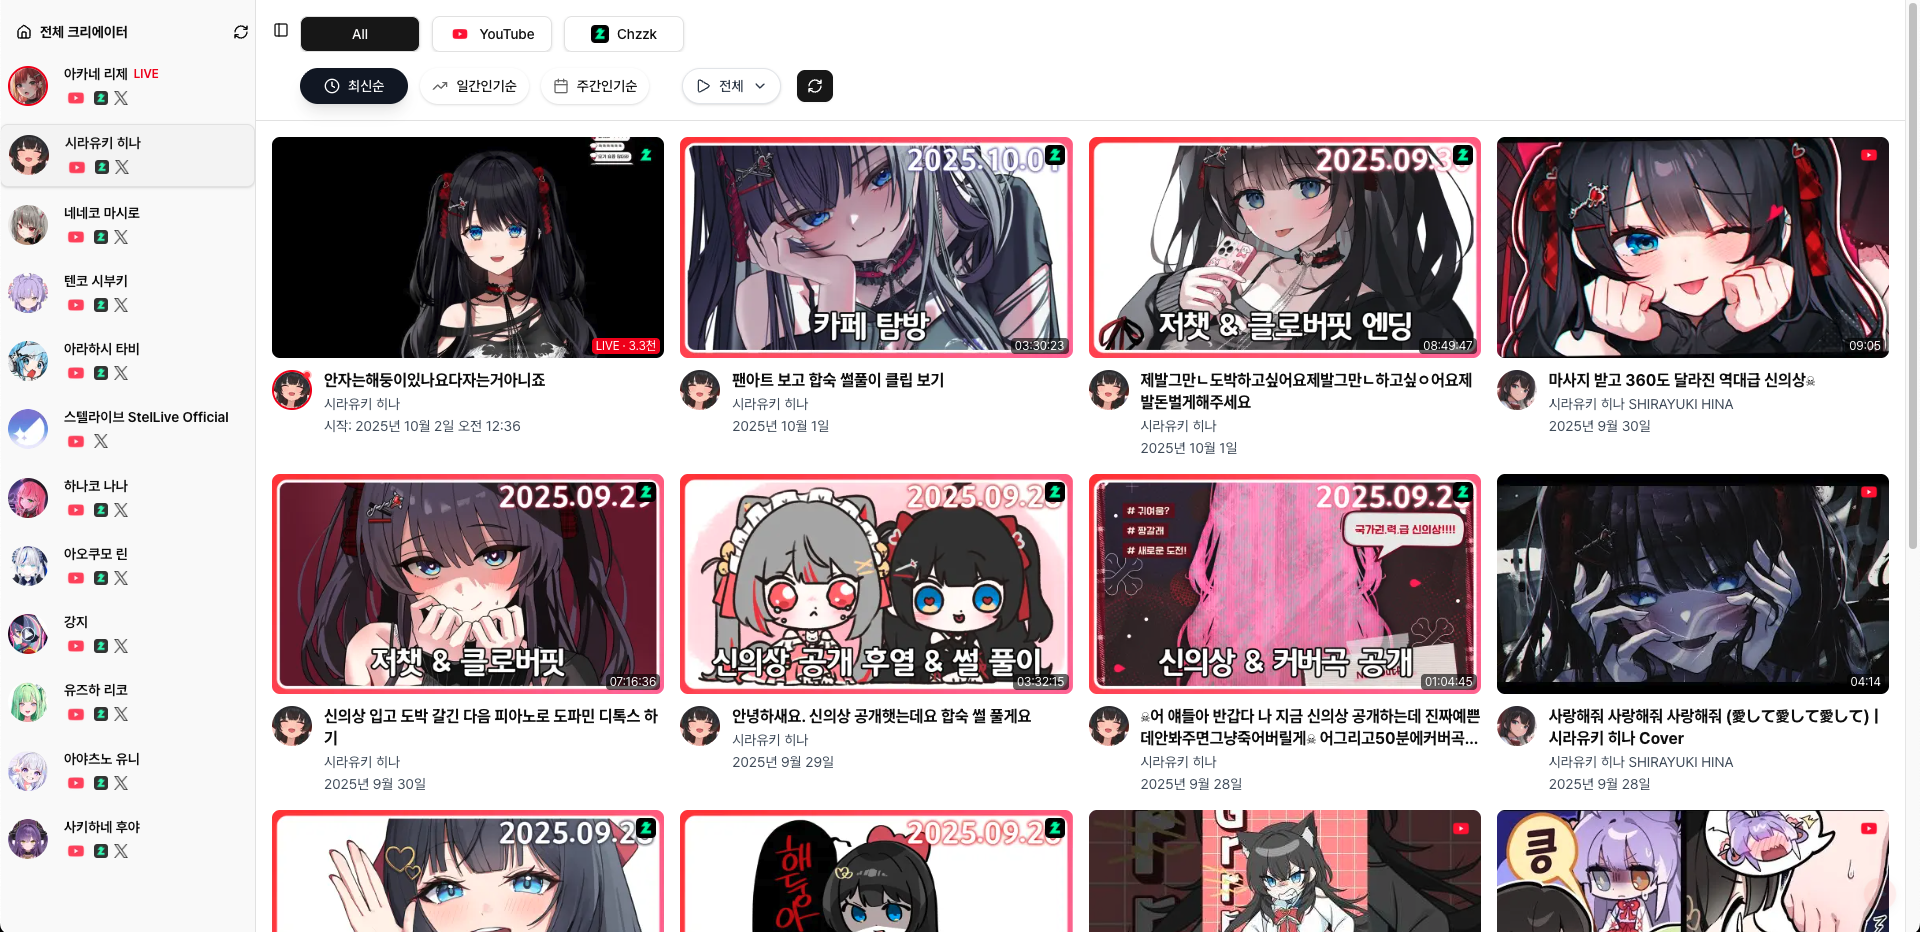 전체 크리에이터
아카네 리제 LIVE
시라유키 히나
네네코 마시로
텐코 시부키
아라하시 타비
스텔라이브 StelLive Official
하나코 나나
아오쿠모 린
강지
유즈하 리코
아야츠노 유니
사키하네 후야
All
YouTube
Chzzk
최신순
일간인기순
주간인기순
전체
LIVE · 3.3천
안자는해둥이있나요다자는거아니죠
시라유키 히나
시작: 2025년 10월 2일 오전 12:36
2025.10.01
카페 탐방
03:30:23
팬아트 보고 합숙 썰풀이 클립 보기
시라유키 히나
2025년 10월 1일
2025.09.30
저챗 & 클로버핏 엔딩
08:49:47
제발그만ㄴ도박하고싶어요제발그만ㄴ하고싶ㅇ어요제
발돈벌게해주세요
시라유키 히나
2025년 10월 1일
09:05
마사지 받고 360도 달라진 역대급 신의상☠
시라유키 히나 SHIRAYUKI HINA
2025년 9월 30일
2025.09.29
저챗 & 클로버핏
07:16:36
신의상 입고 도박 갈긴 다음 피아노로 도파민 디톡스 하
기
시라유키 히나
2025년 9월 30일
2025.09.2
신의상 공개 후열 & 썰 풀이
03:32:15
안녕하새요. 신의상 공개햇는데요 합숙 썰 풀게요
시라유키 히나
2025년 9월 29일
2025.09.2
# 귀여움?
# 짱갈래
# 새로운 도전!
국가권.력.급 신의상!!!!
신의상 & 커버곡 공개
01:04:45
☠어 얘들아 반갑다 나 지금 신의상 공개하는데 진짜예쁜
데안봐주면그냥죽어버릴게☠ 어그리고50분에커버곡...
시라유키 히나
2025년 9월 28일
04:14
사랑해줘 사랑해줘 사랑해줘 (愛して愛して愛して) |
시라유키 히나 Cover
시라유키 히나 SHIRAYUKI HINA
2025년 9월 28일
2025.09.2
2025.09.2
해둥아
킁